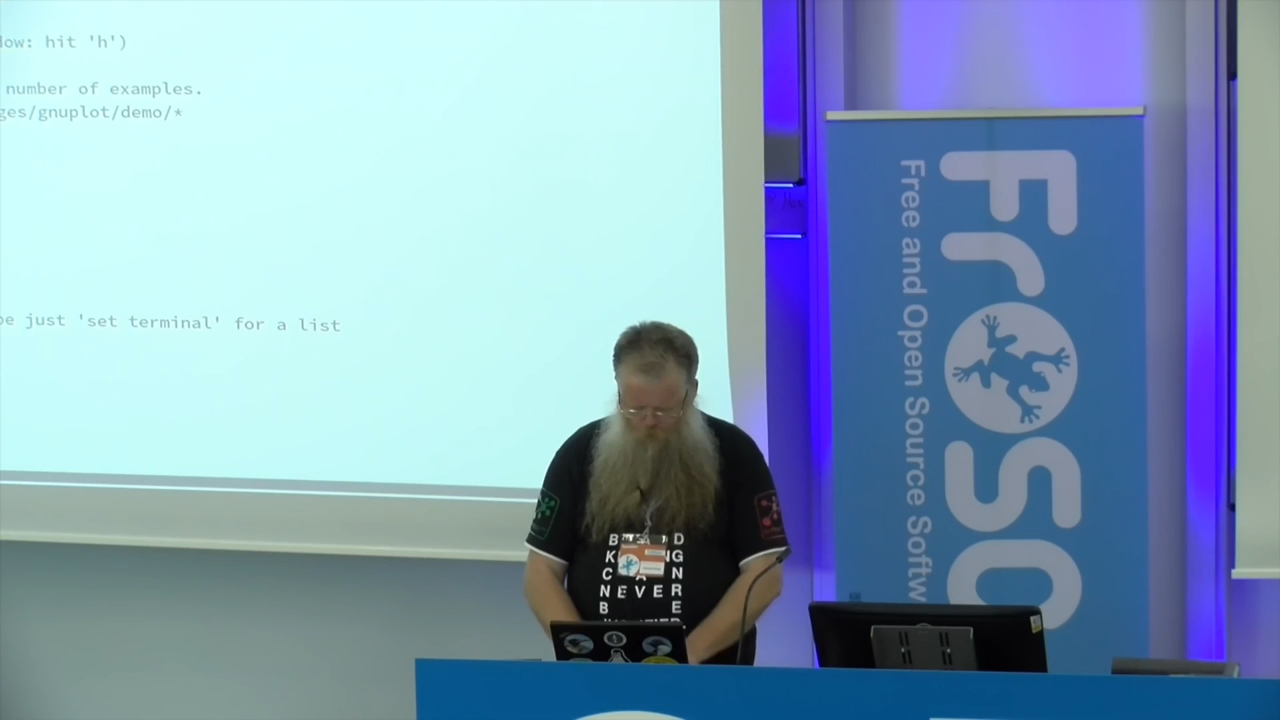 low: hit 'h')
number of examples.
ges/gnuplot/demo/*
be just 'set terminal' for a list
FrOSC
Free and Open Source Softw